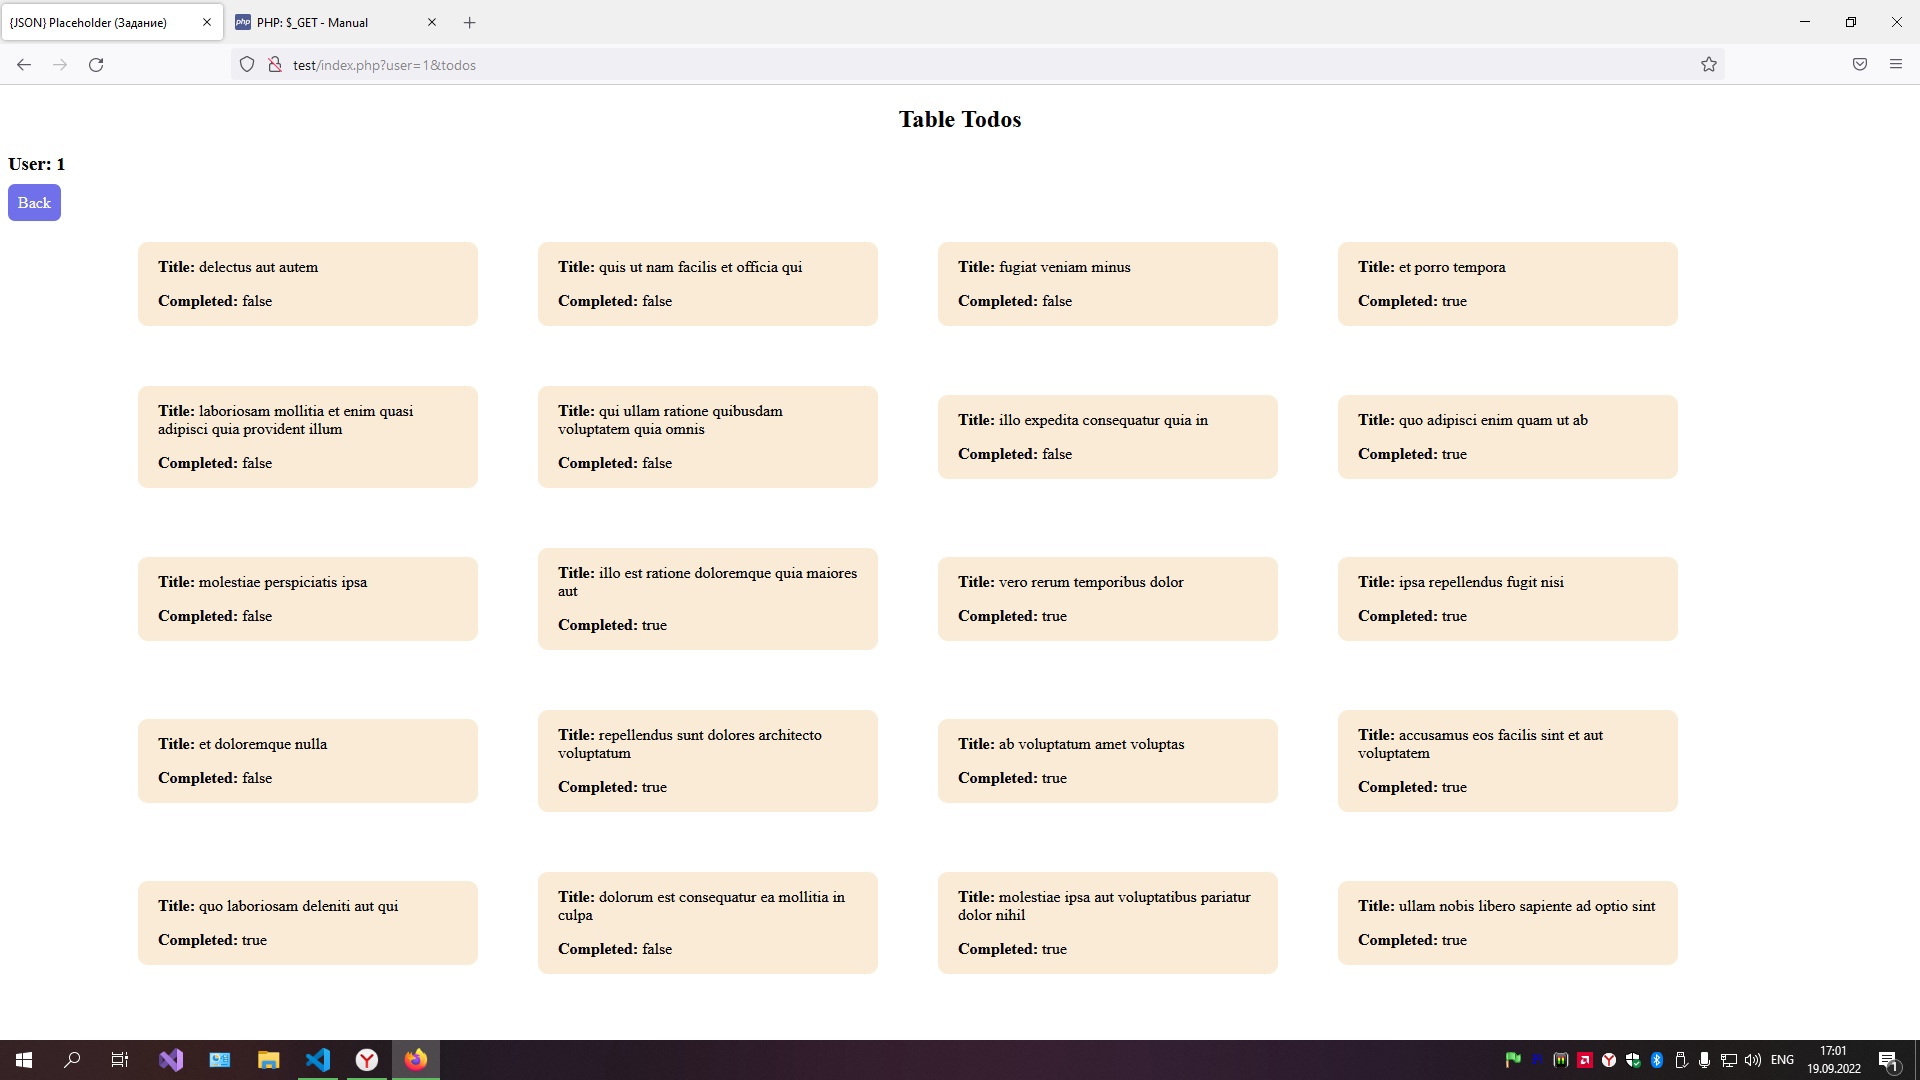 {JSON} Placeholder (Задание)
php PHP: $_GET - Manual
test/index.php?user=1&todos
Table Todos
User: 1
Back
Title: delectus aut autem
Completed: false
Title: quis ut nam facilis et officia qui
Completed: false
Title: fugiat veniam minus
Completed: false
Title: et porro tempora
Completed: true
Title: laboriosam mollitia et enim quasi
adipisci quia provident illum
Completed: false
Title: qui ullam ratione quibusdam
voluptatem quia omnis
Completed: false
Title: illo expedita consequatur quia in
Completed: false
Title: quo adipisci enim quam ut ab
Completed: true
Title: molestiae perspiciatis ipsa
Completed: false
Title: illo est ratione doloremque quia maiores
aut
Completed: true
Title: vero rerum temporibus dolor
Completed: true
Title: ipsa repellendus fugit nisi
Completed: true
Title: et doloremque nulla
Completed: false
Title: repellendus sunt dolores architecto
voluptatum
Completed: true
Title: ab voluptatum amet voluptas
Completed: true
Title: accusamus eos facilis sint et aut
voluptatem
Completed: true
Title: quo laboriosam deleniti aut qui
Completed: true
Title: dolorum est consequatur ea mollitia in
culpa
Completed: false
Title: molestiae ipsa aut voluptatibus pariatur
dolor nihil
Completed: true
Title: ullam nobis libero sapiente ad optio sint
Completed: true
ENG
17:01
19.09.2022
1